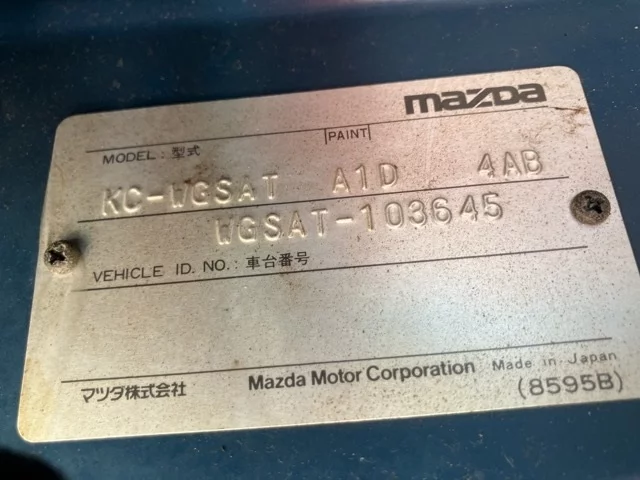 mazda
MODEL: 型式 PAINT
KC-WGSAT A1D 4AB
WGSAT-103645
VEHICLE ID. NO.: 車台番号
マツダ株式会社 Mazda Motor Corporation Made in Japan
(8595B)